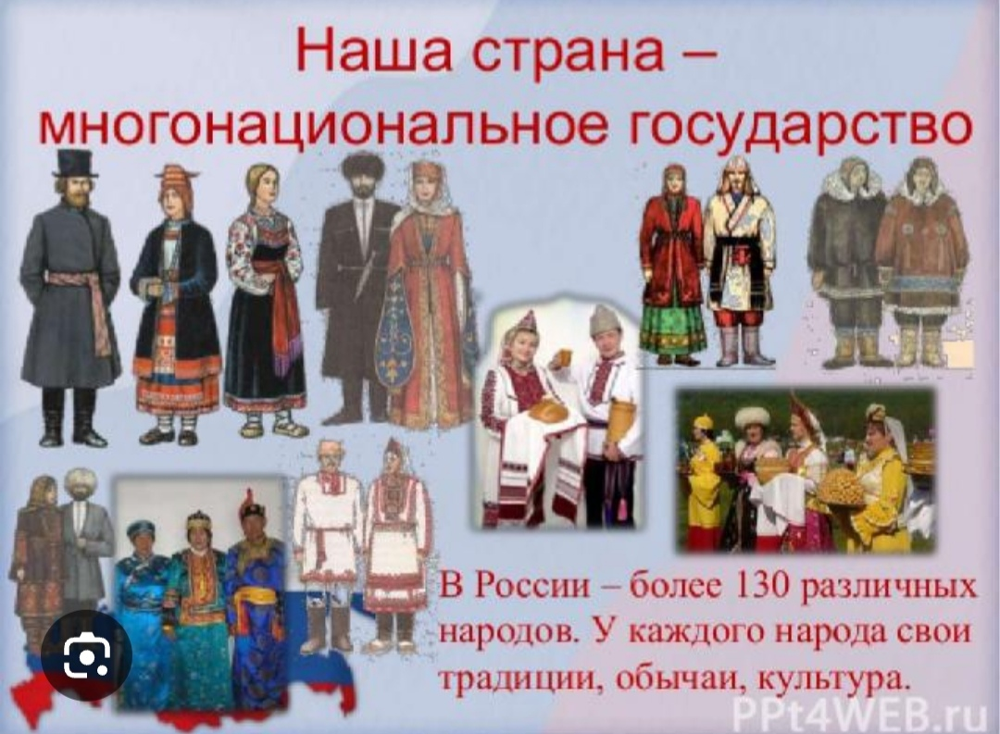 Наша страна –
многонациональное государство
В России – более 130 различных
народов. У каждого народа свои
традиции, обычаи, культура.
PPt4WEB.ru